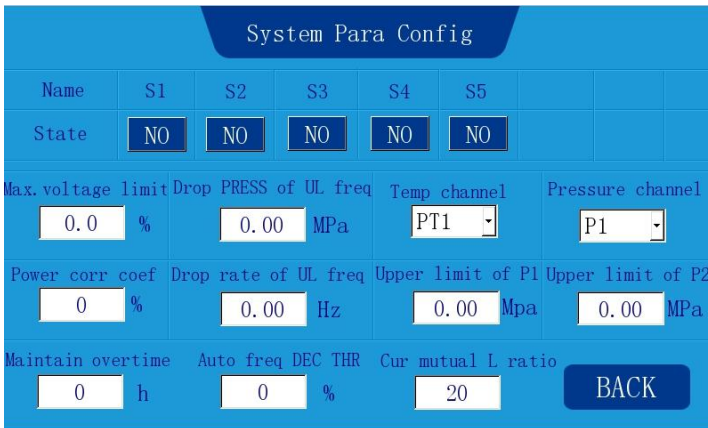 System Para Config
Name S1 S2 S3 S4 S5
State NO NO NO NO NO
Max.voltage limit Drop PRESS of UL freq Temp channel Pressure channel
0.0 % 0.00 MPa PT1 P1
Power corr coef Drop rate of UL freq Upper limit of P1 Upper limit of P2
0 % 0.00 Hz 0.00 Mpa 0.00 MPa
Maintain overtime Auto freq DEC THR Cur mutual L ratio
0 h 0 % 20 BACK